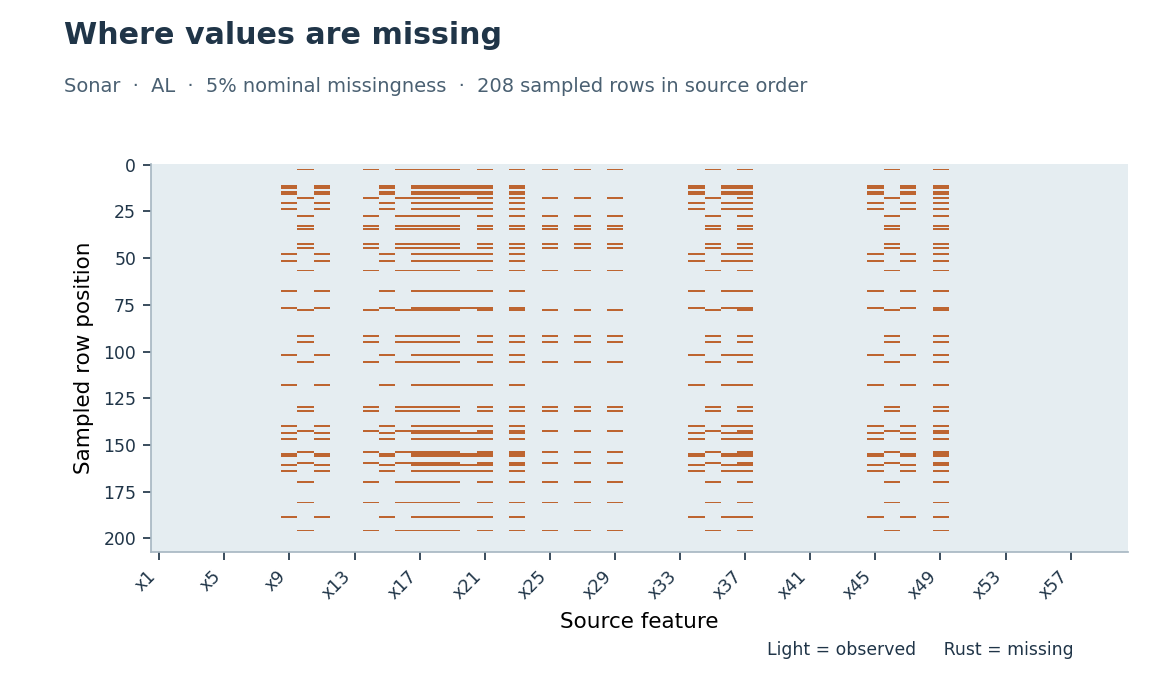 Where values are missing
Sonar · AL · 5% nominal missingness · 208 sampled rows in source order
Sampled row position
0
25
50
75
100
125
150
175
200
x1 x5 x9 x13 x17 x21 x25 x29 x33 x37 x41 x45 x49 x53 x57
Source feature
Light = observed Rust = missing